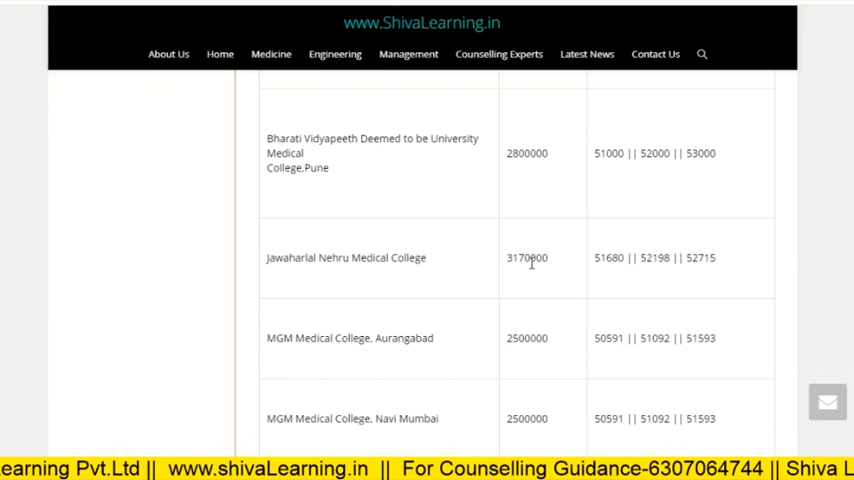 www.ShivaLearning.in
About Us Home Medicine Engineering Management Counselling Experts Latest News Contact Us
Bharati Vidyapeeth Deemed to be University
Medical
College,Pune
2800000
51000 || 52000 || 53000
Jawaharlal Nehru Medical College
3170000
51680 || 52198 || 52715
MGM Medical College, Aurangabad
2500000
50591 || 51092 || 51593
MGM Medical College, Navi Mumbai
2500000
50591 || 51092 || 51593
earning Pvt.Ltd || www.shivaLearning.in || For Counselling Guidance-6307064744 || Shiva L